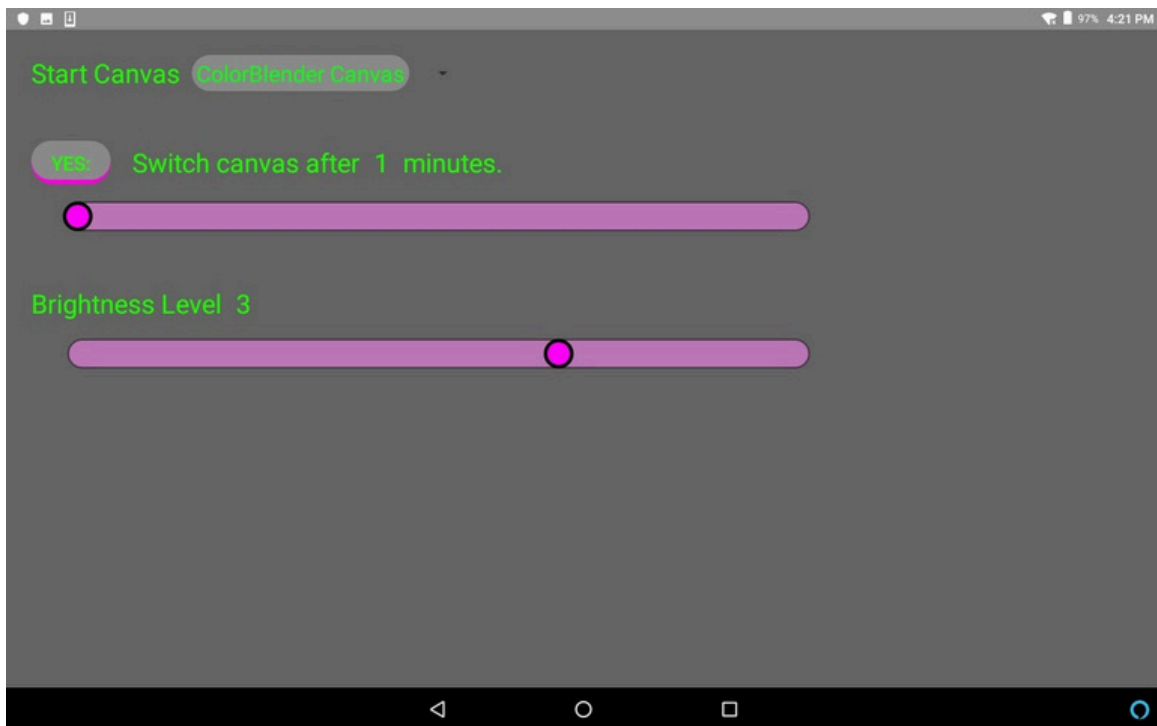 97% 4:21 PM
Start Canvas ColorBlender Canvas
YES: Switch canvas after 1 minutes.
Brightness Level 3